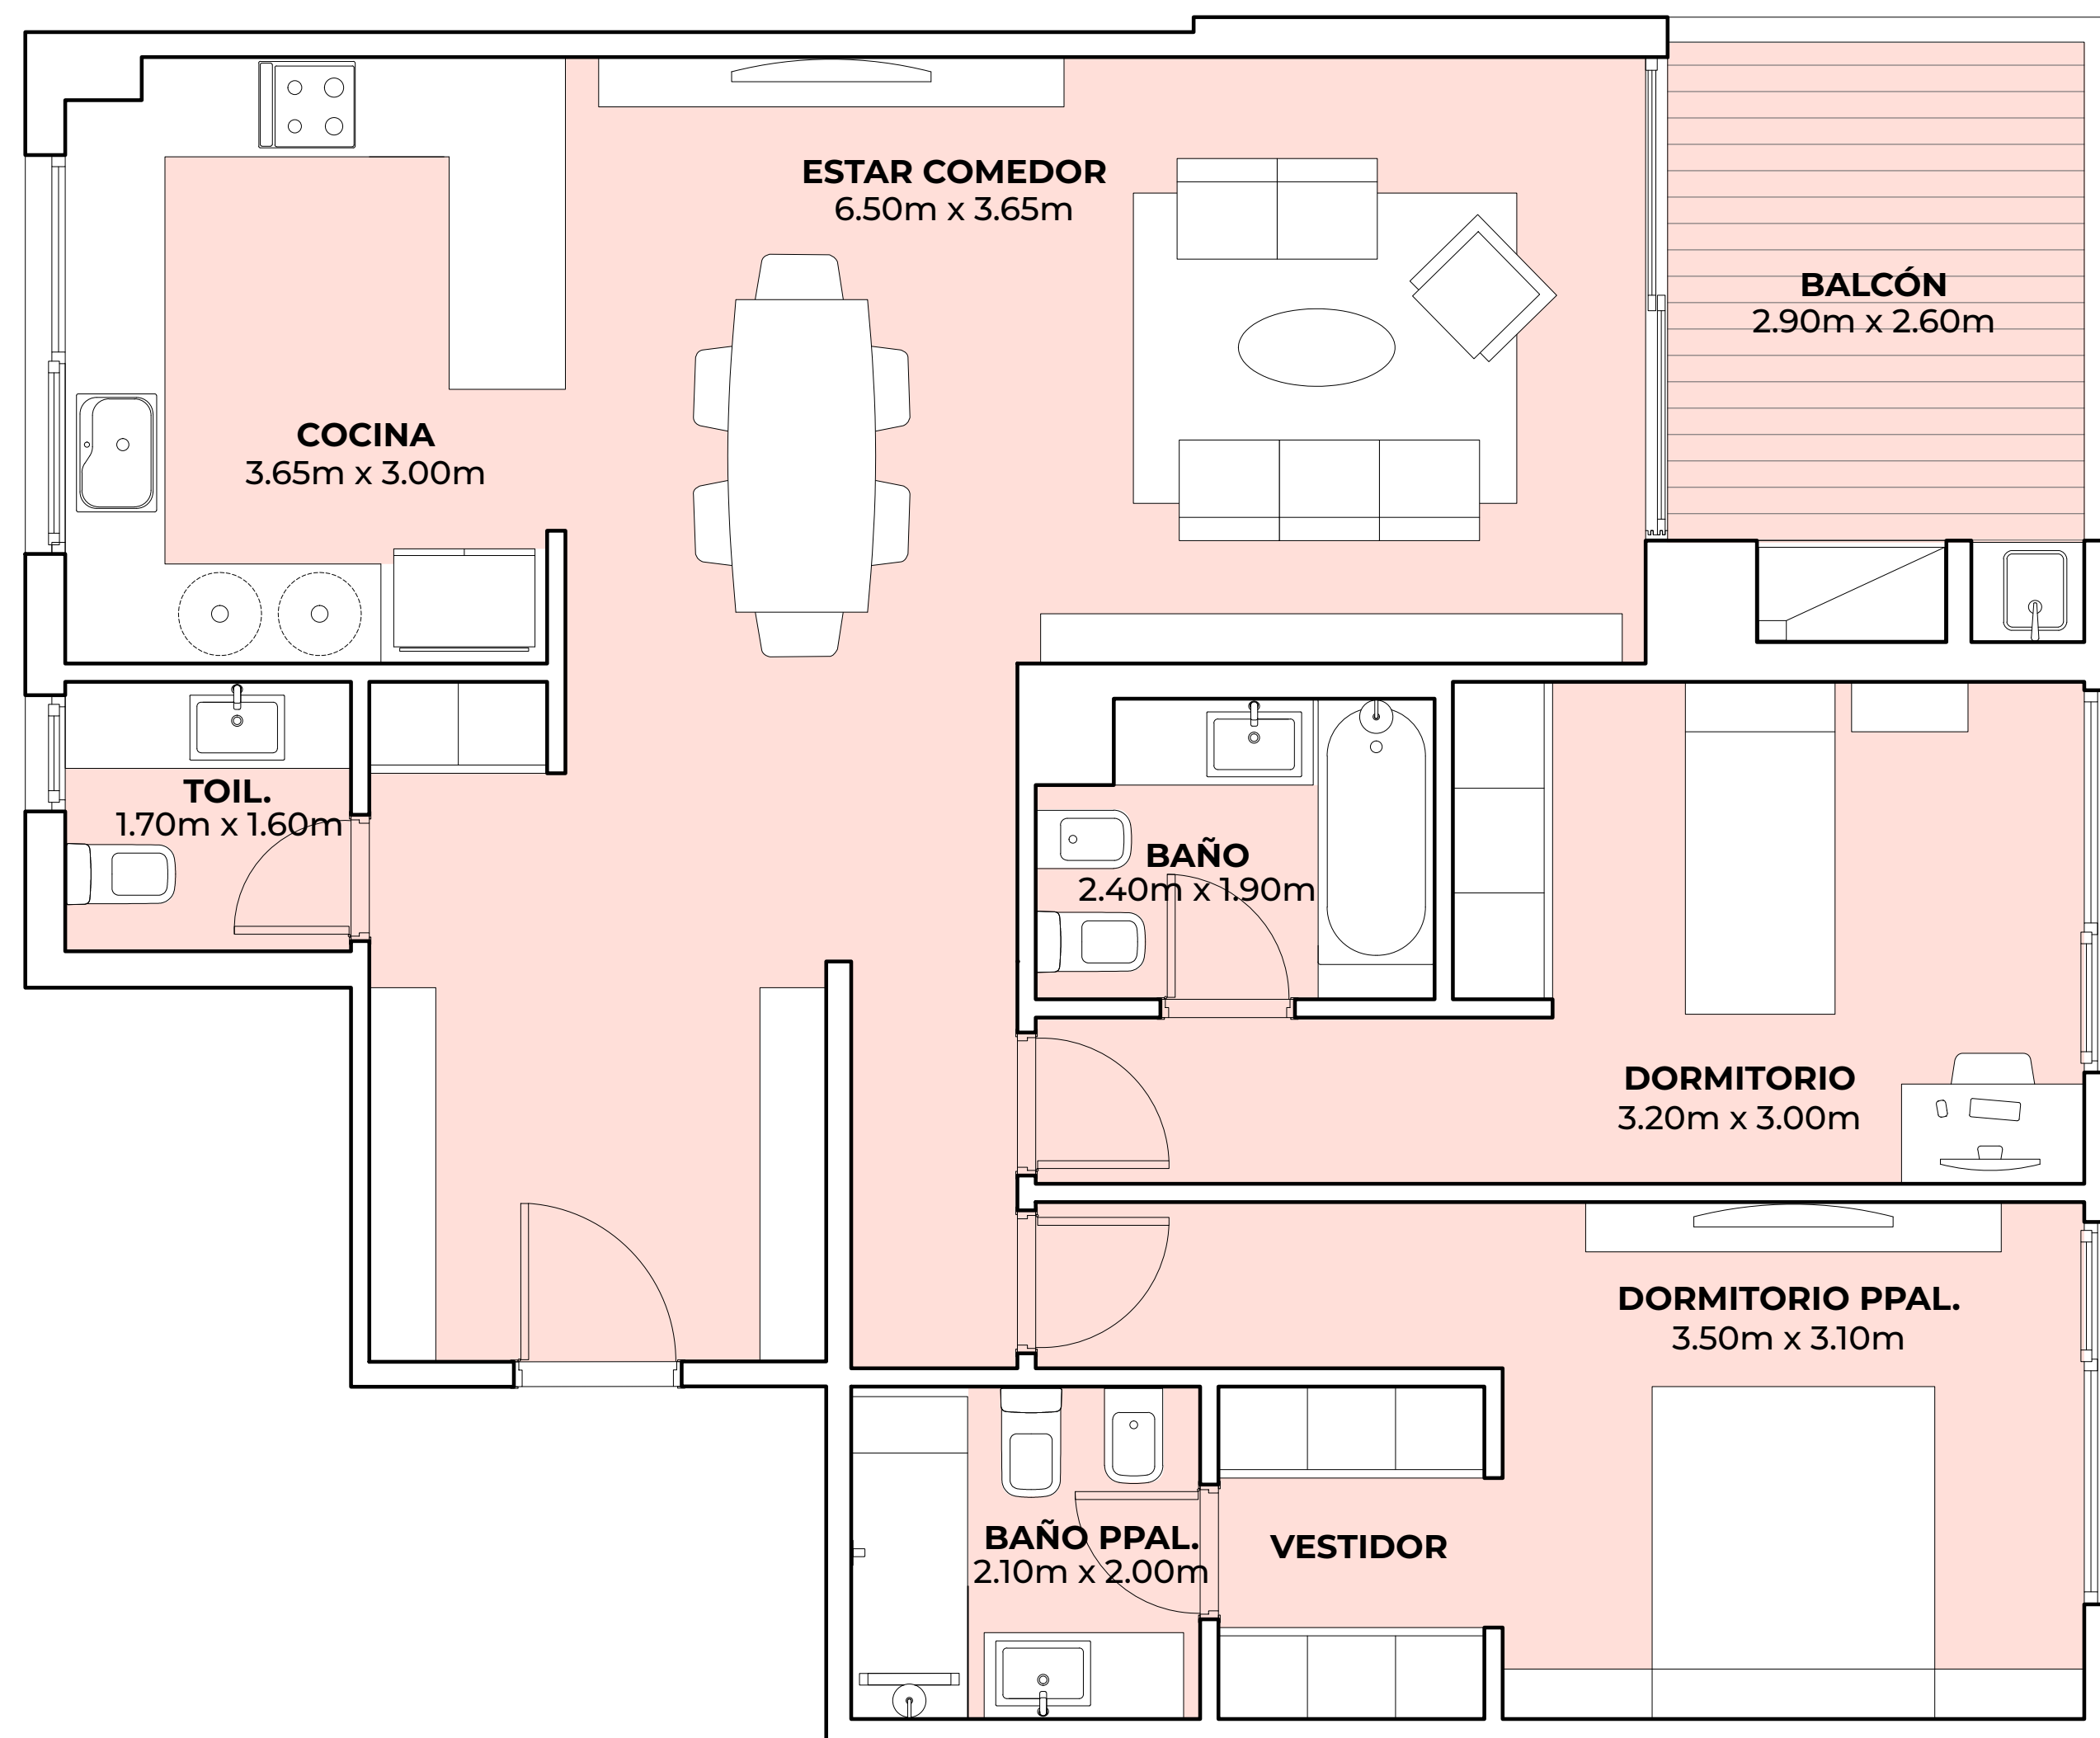 ESTAR COMEDOR
6.50m x 3.65m
BALCÓN
2.90m x 2.60m
COCINA
3.65m x 3.00m
TOIL.
1.70m x 1.60m
BAÑO
2.40m x 1.90m
DORMITORIO
3.20m x 3.00m
DORMITORIO PPAL.
3.50m x 3.10m
BAÑO PPAL.
2.10m x 2.00m
VESTIDOR